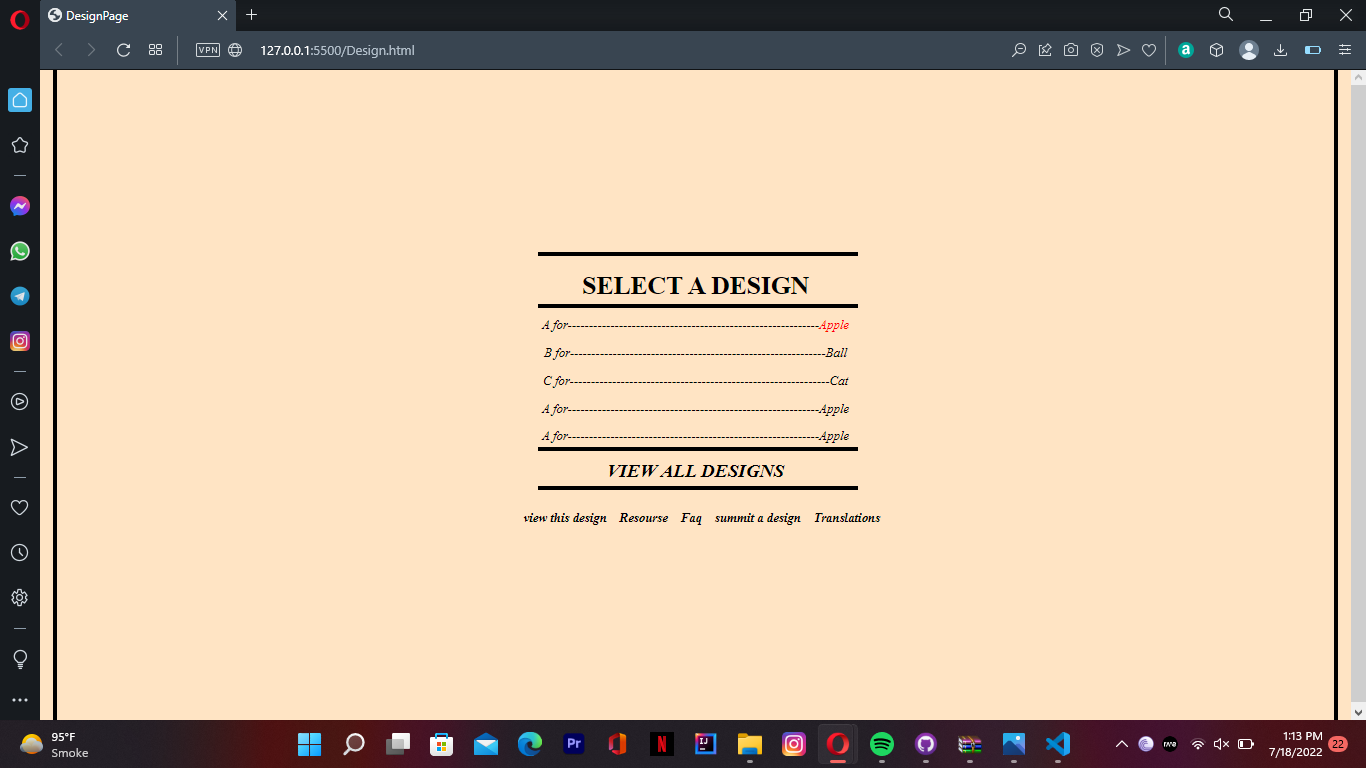 DesignPage
VPN
127.0.0.1:5500/Design.html
a
SELECT A DESIGN
A for-----------------------------------------------------------Apple
B for------------------------------------------------------------Ball
C for-------------------------------------------------------------Cat
A for-----------------------------------------------------------Apple
A for-----------------------------------------------------------Apple
VIEW ALL DESIGNS
view this design Resourse Faq summit a design Translations
95°F
Smoke
Pr
N
IJ
1:13 PM
7/18/2022
22